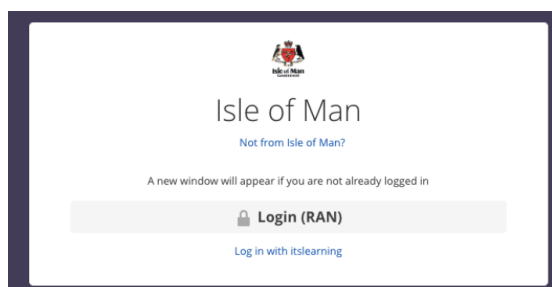 Isle of Man
Isle of Man
Not from Isle of Man?
A new window will appear if you are not already logged in
Login (RAN)
Log in with itslearning